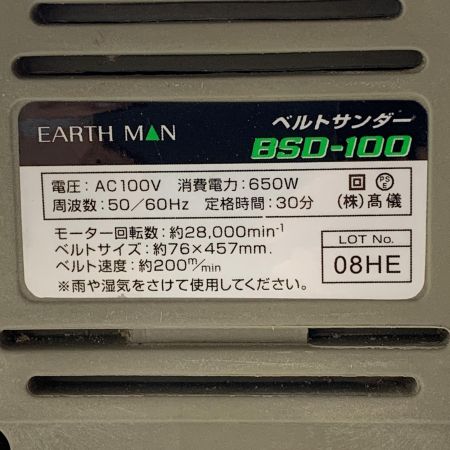 EARTH MAN
ベルトサンダー
BSD-100
電圧：AC100V 消費電力：650W
周波数：50／60Hz 定格時間：30分
PS
E
(株)髙儀
モーター回転数：約28,000min⁻¹
ベルトサイズ：約76×457mm.
ベルト速度：約200m/min
※雨や湿気をさけて使用してください。
LOT No.
08HE